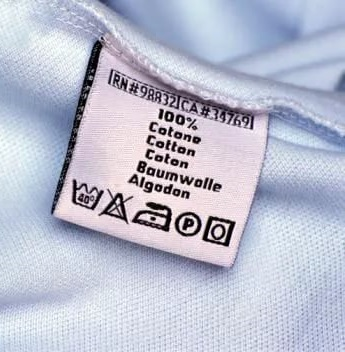 RN#98832 CA#34769
100%
Cotone
Cotton
Coton
Baumwolle
Algodon
40° P